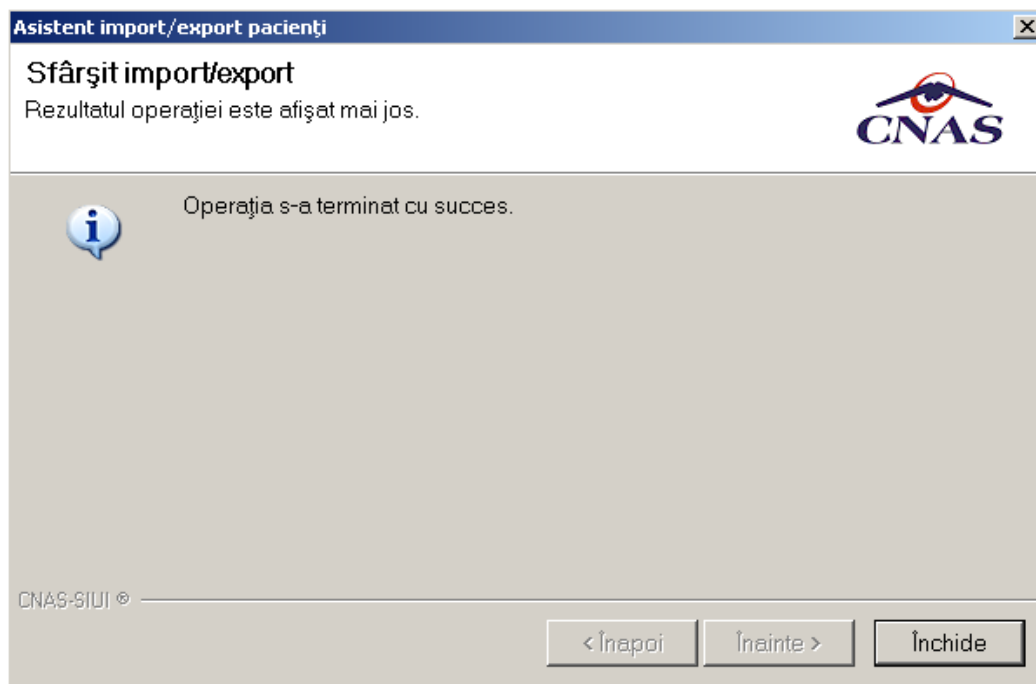 Asistent import/export pacienţi
Sfârşit import/export
Rezultatul operaţiei este afişat mai jos.
CNAS
Operaţia s-a terminat cu succes.
CNAS-SIUI ®
< Înapoi
Înainte >
Închide